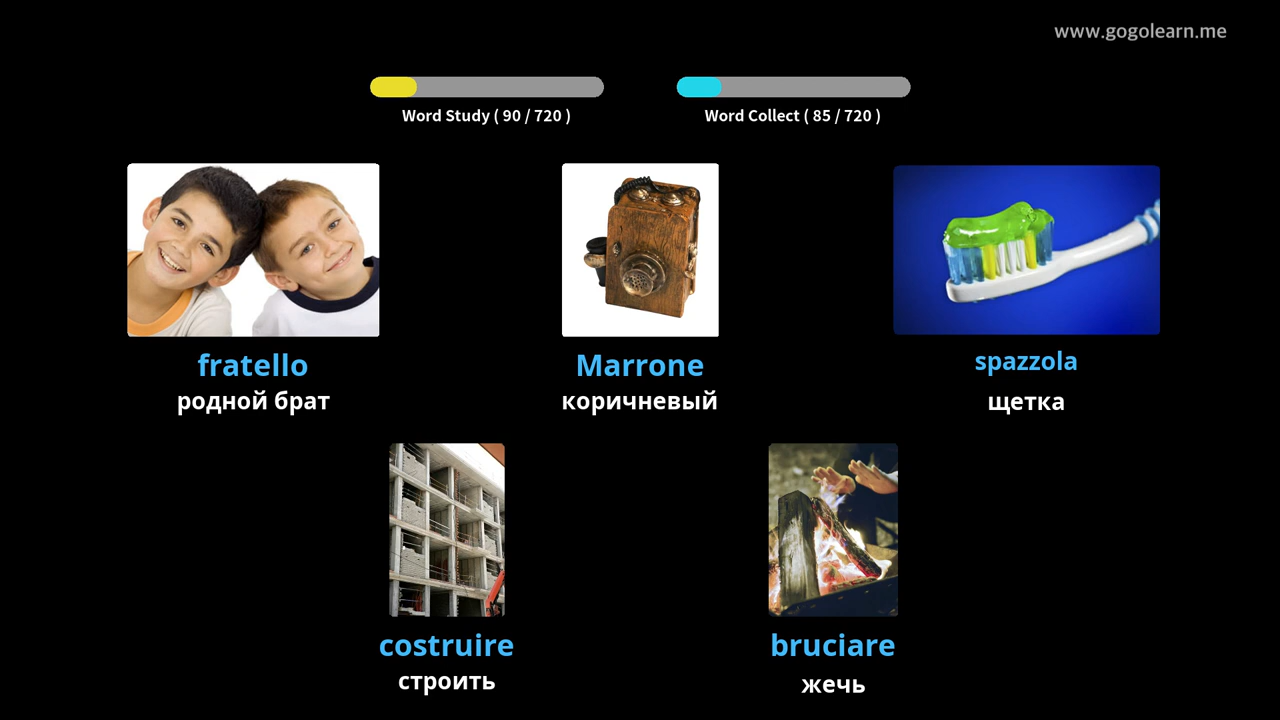 www.gogolearn.me
Word Study ( 90 / 720 )
Word Collect ( 85 / 720 )
fratello
родной брат
Marrone
коричневый
spazzola
щетка
costruire
строить
bruciare
жечь